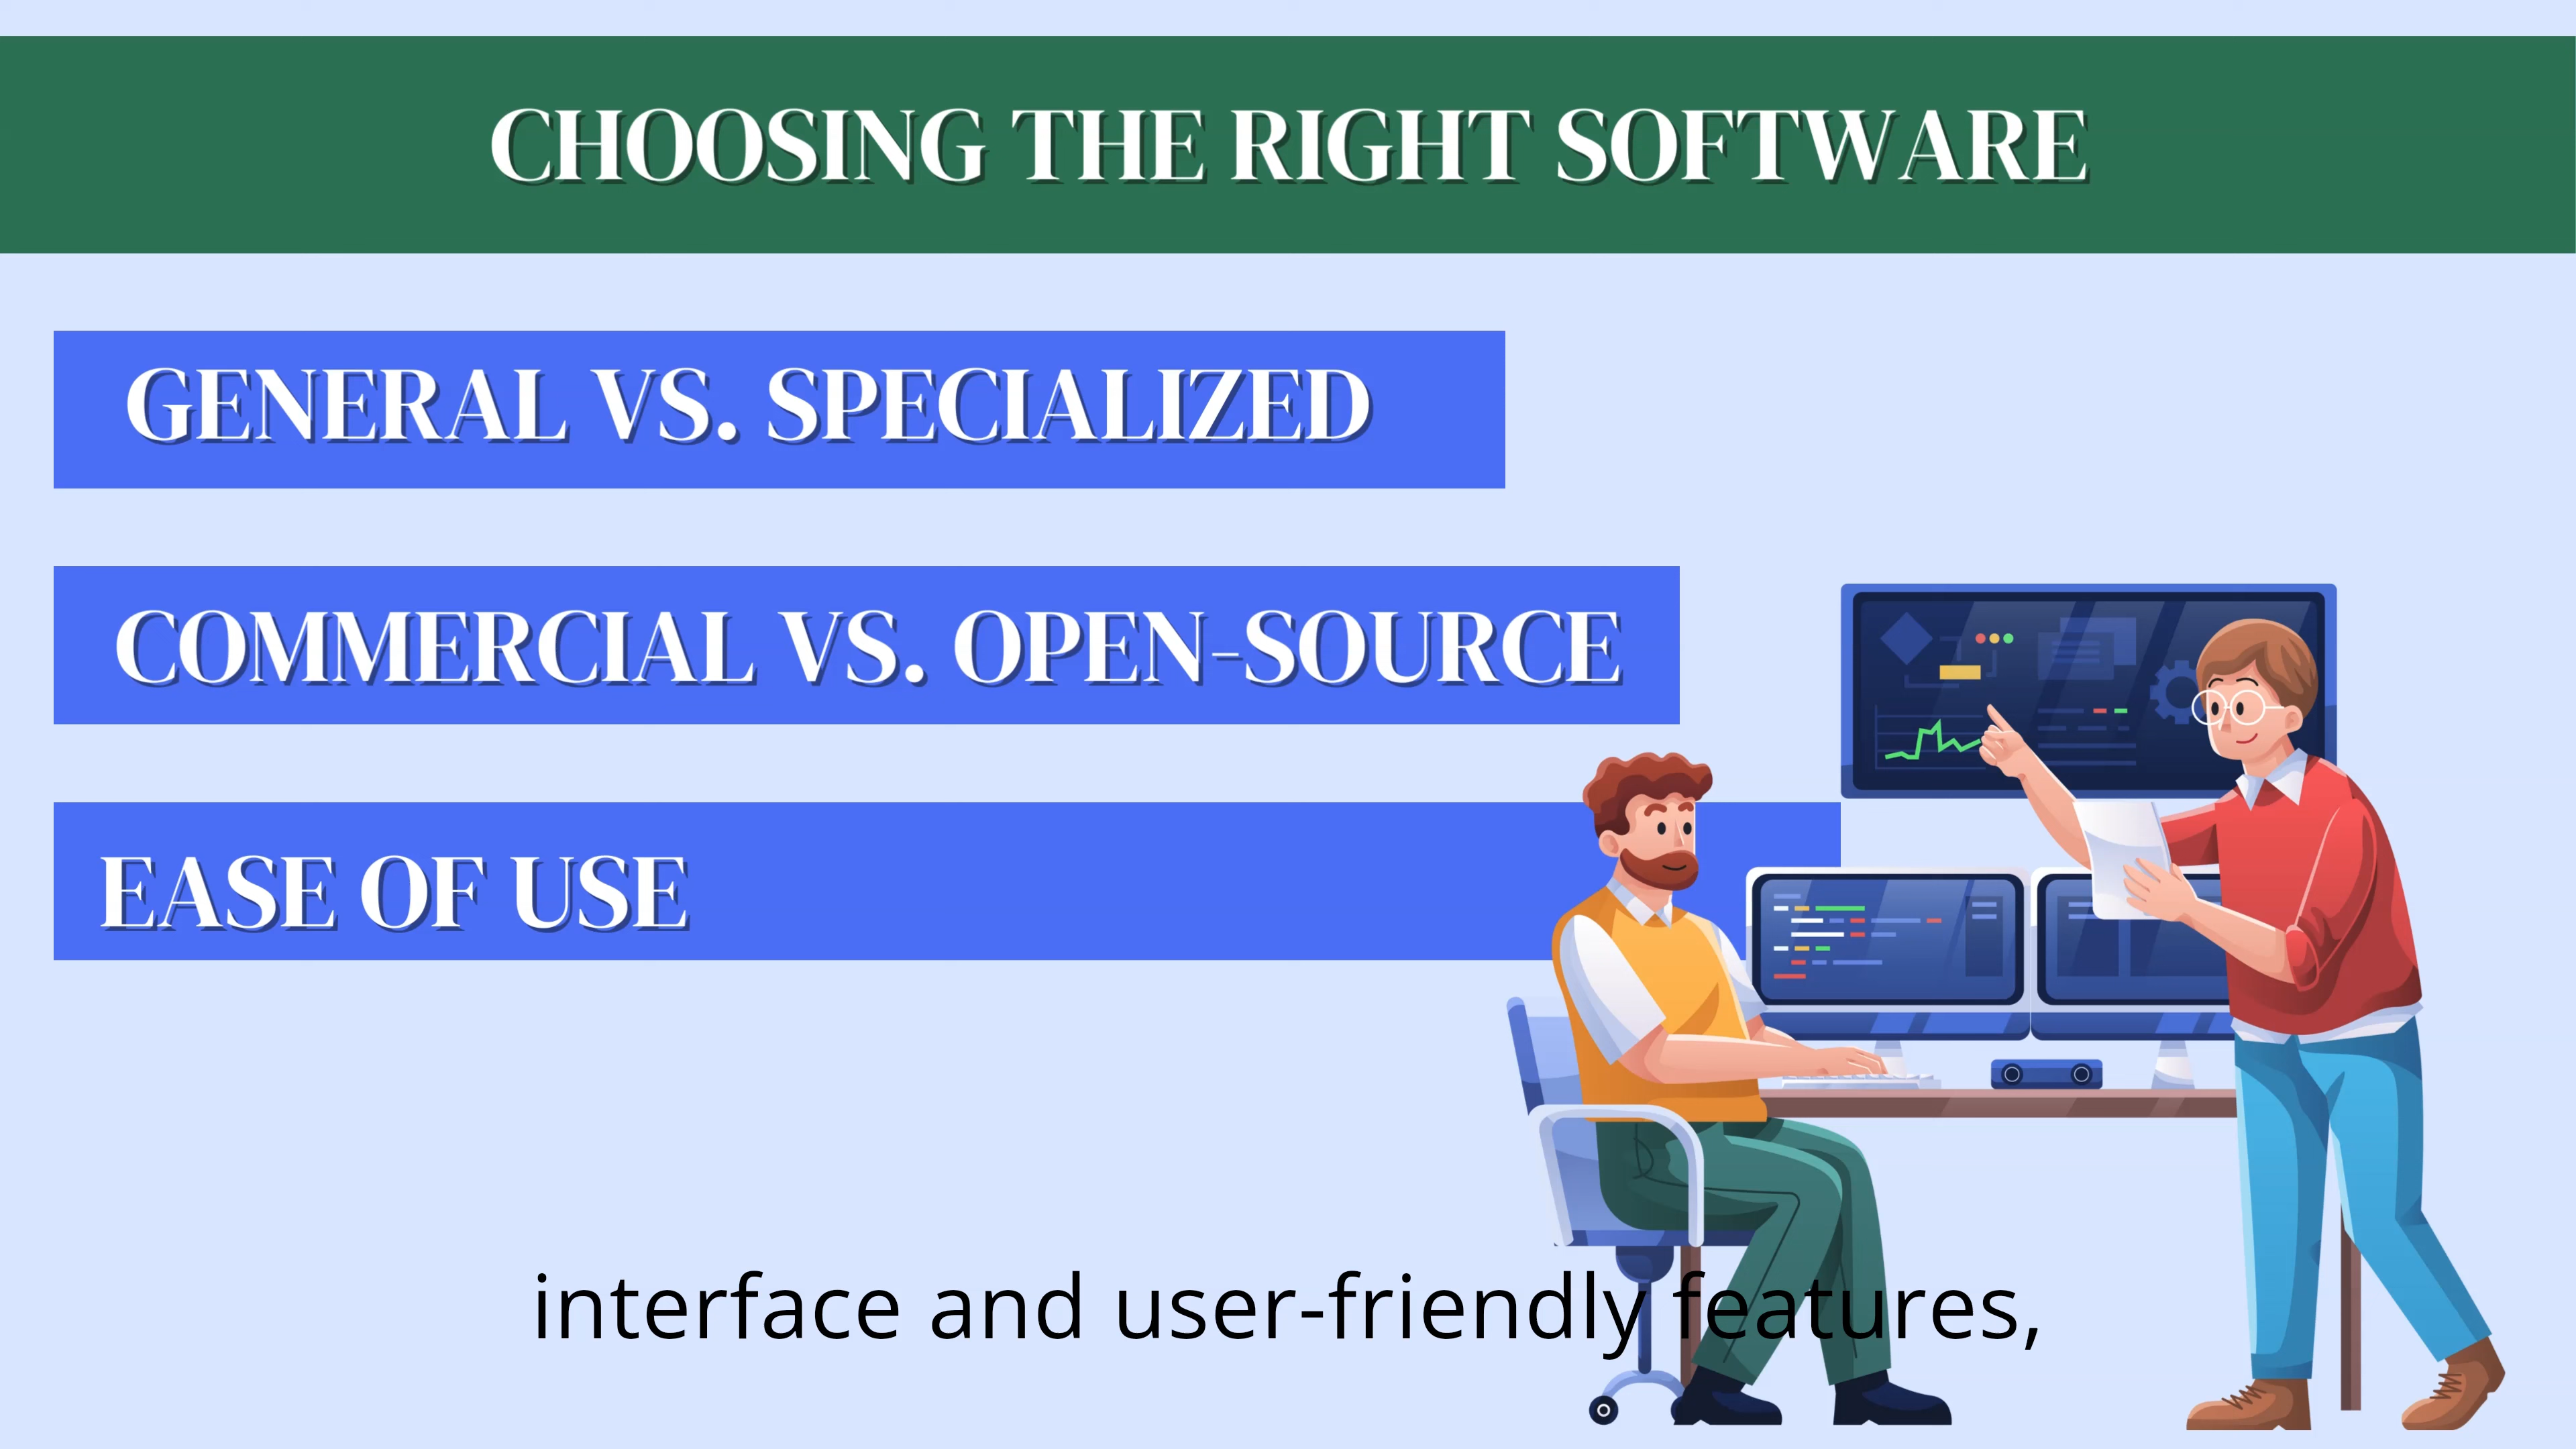 CHOOSING THE RIGHT SOFTWARE
GENERAL VS. SPECIALIZED
COMMERCIAL VS. OPEN-SOURCE
EASE OF USE
interface and user-friendly features,